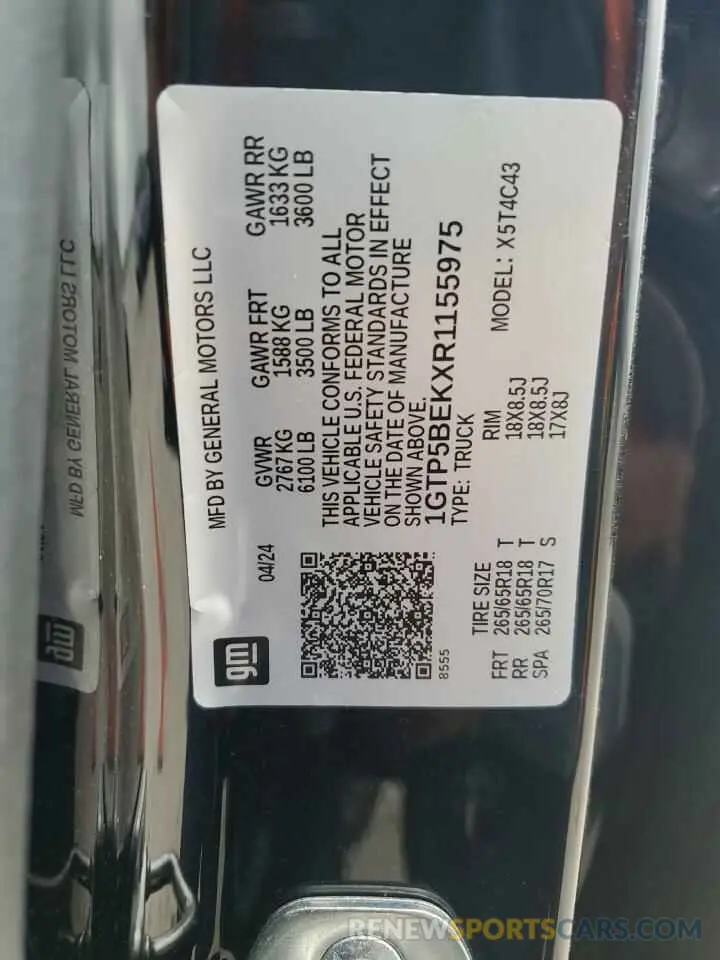 MFD BY GENERAL MOTORS LLC
04/24
GVWR GAWR FRT GAWR RR
2767 KG 1588 KG 1633 KG
6100 LB 3500 LB 3600 LB
THIS VEHICLE CONFORMS TO ALL
APPLICABLE U.S. FEDERAL MOTOR
VEHICLE SAFETY STANDARDS IN EFFECT
ON THE DATE OF MANUFACTURE
SHOWN ABOVE.
1GTP5BEKXR1155975
TYPE: TRUCK
gm
8555
MODEL: X5T4C43
TIRE SIZE RIM
FRT 265/65R18 T 18X8.5J
RR 265/65R18 T 18X8.5J
SPA 265/70R17 S 17X8J
MFD BY GENERAL MOTORS LLC
gm
RENEWSPORTSCARS.COM